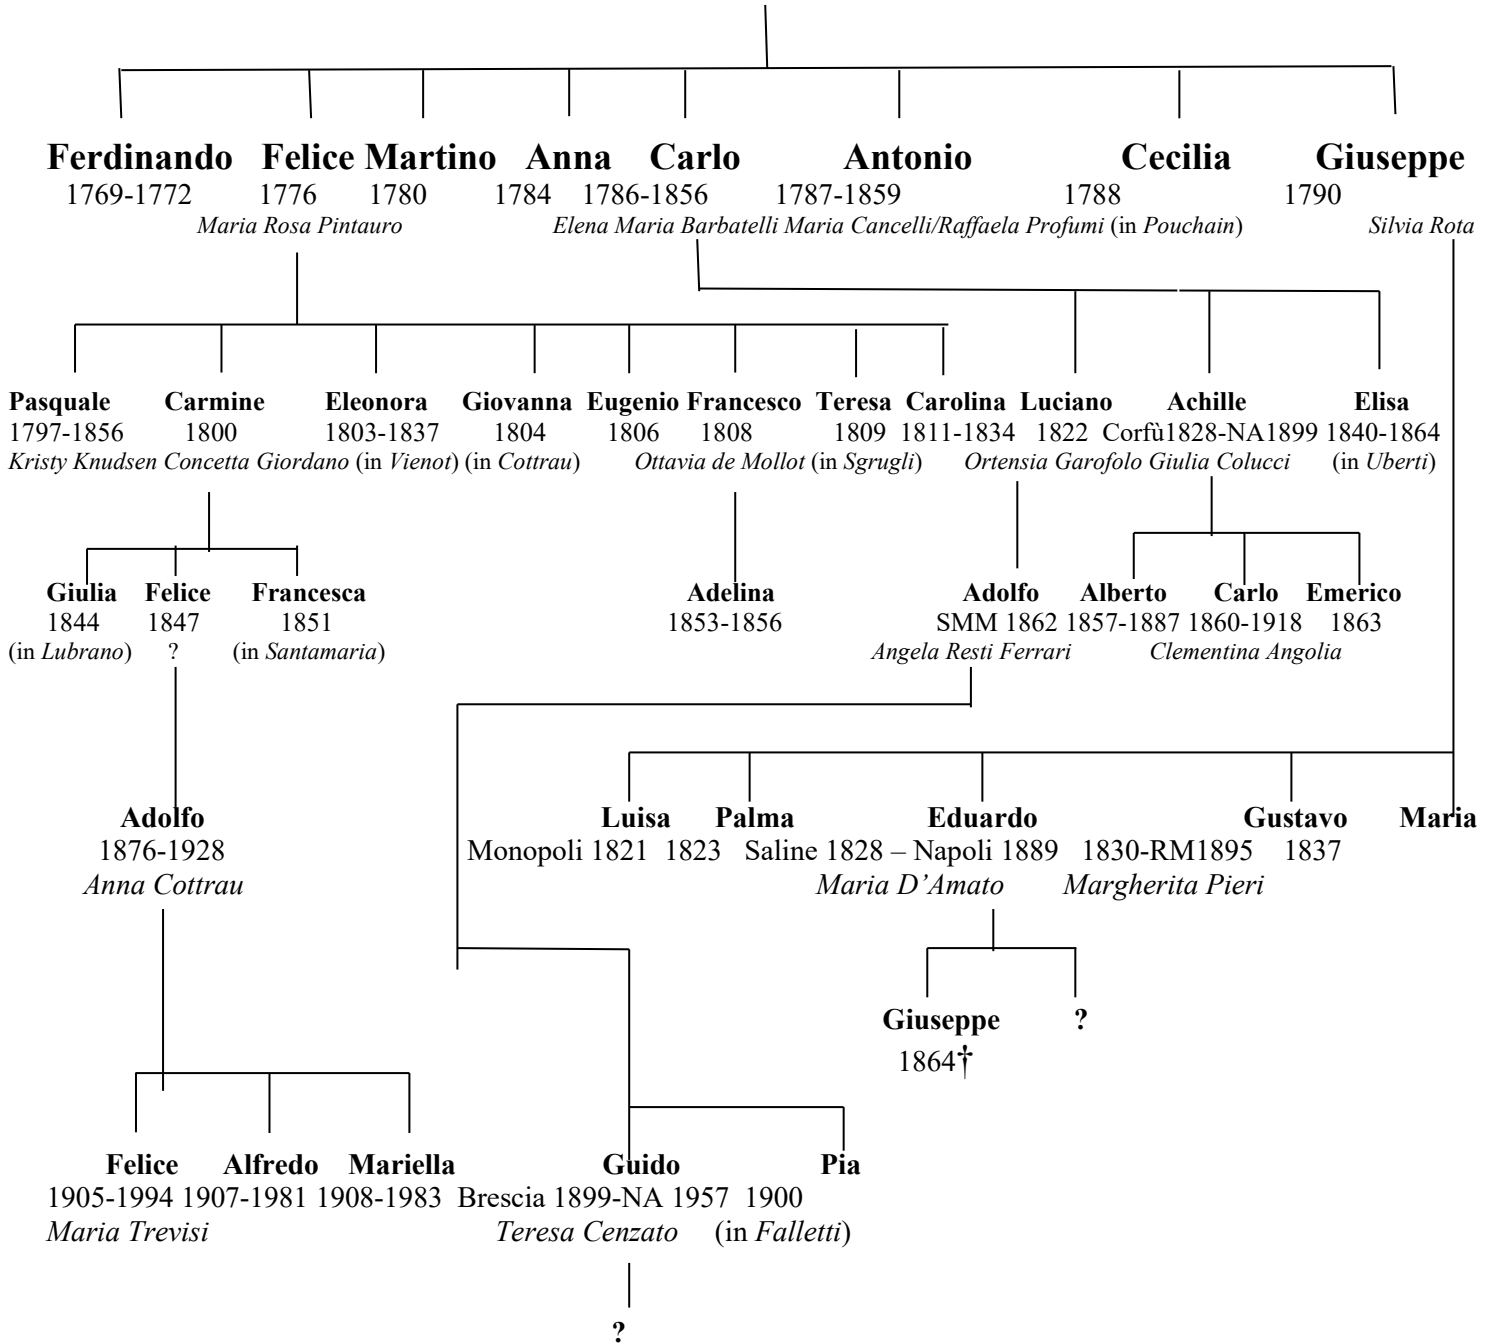 Ferdinando Felice Martino Anna Carlo Antonio Cecilia Giuseppe
1769-1772 1776 1780 1784 1786-1856 1787-1859 1788 1790
Maria Rosa Pintauro Elena Maria Barbatelli Maria Cancelli/Raffaela Profumi (in Pouchain) Silvia Rota
Pasquale Carmine Eleonora Giovanna Eugenio Francesco Teresa Carolina Luciano Achille Elisa
1797-1856 1800 1803-1837 1804 1806 1808 1809 1811-1834 1822 Corfù1828-NA1899 1840-1864
Kristy Knudsen Concetta Giordano (in Vienot) (in Cottrau) Ottavia de Mollot (in Sgrugli) Ortensia Garofolo Giulia Colucci (in Uberti)
Giulia Felice Francesca Adelina Adolfo Alberto Carlo Emerico
1844 1847 1851 1853-1856 SMM 1862 1857-1887 1860-1918 1863
(in Lubrano) ? (in Santamaria) Angela Resti Ferrari Clementina Angolia
Adolfo Luisa Palma Eduardo Gustavo Maria
1876-1928 Monopoli 1821 1823 Saline 1828 – Napoli 1889 1830-RM1895 1837
Anna Cottrau Maria D’Amato Margherita Pieri
Giuseppe ?
1864†
Felice Alfredo Mariella Guido Pia
1905-1994 1907-1981 1908-1983 Brescia 1899-NA 1957 1900
Maria Trevisi Teresa Cenzato (in Falletti)
?